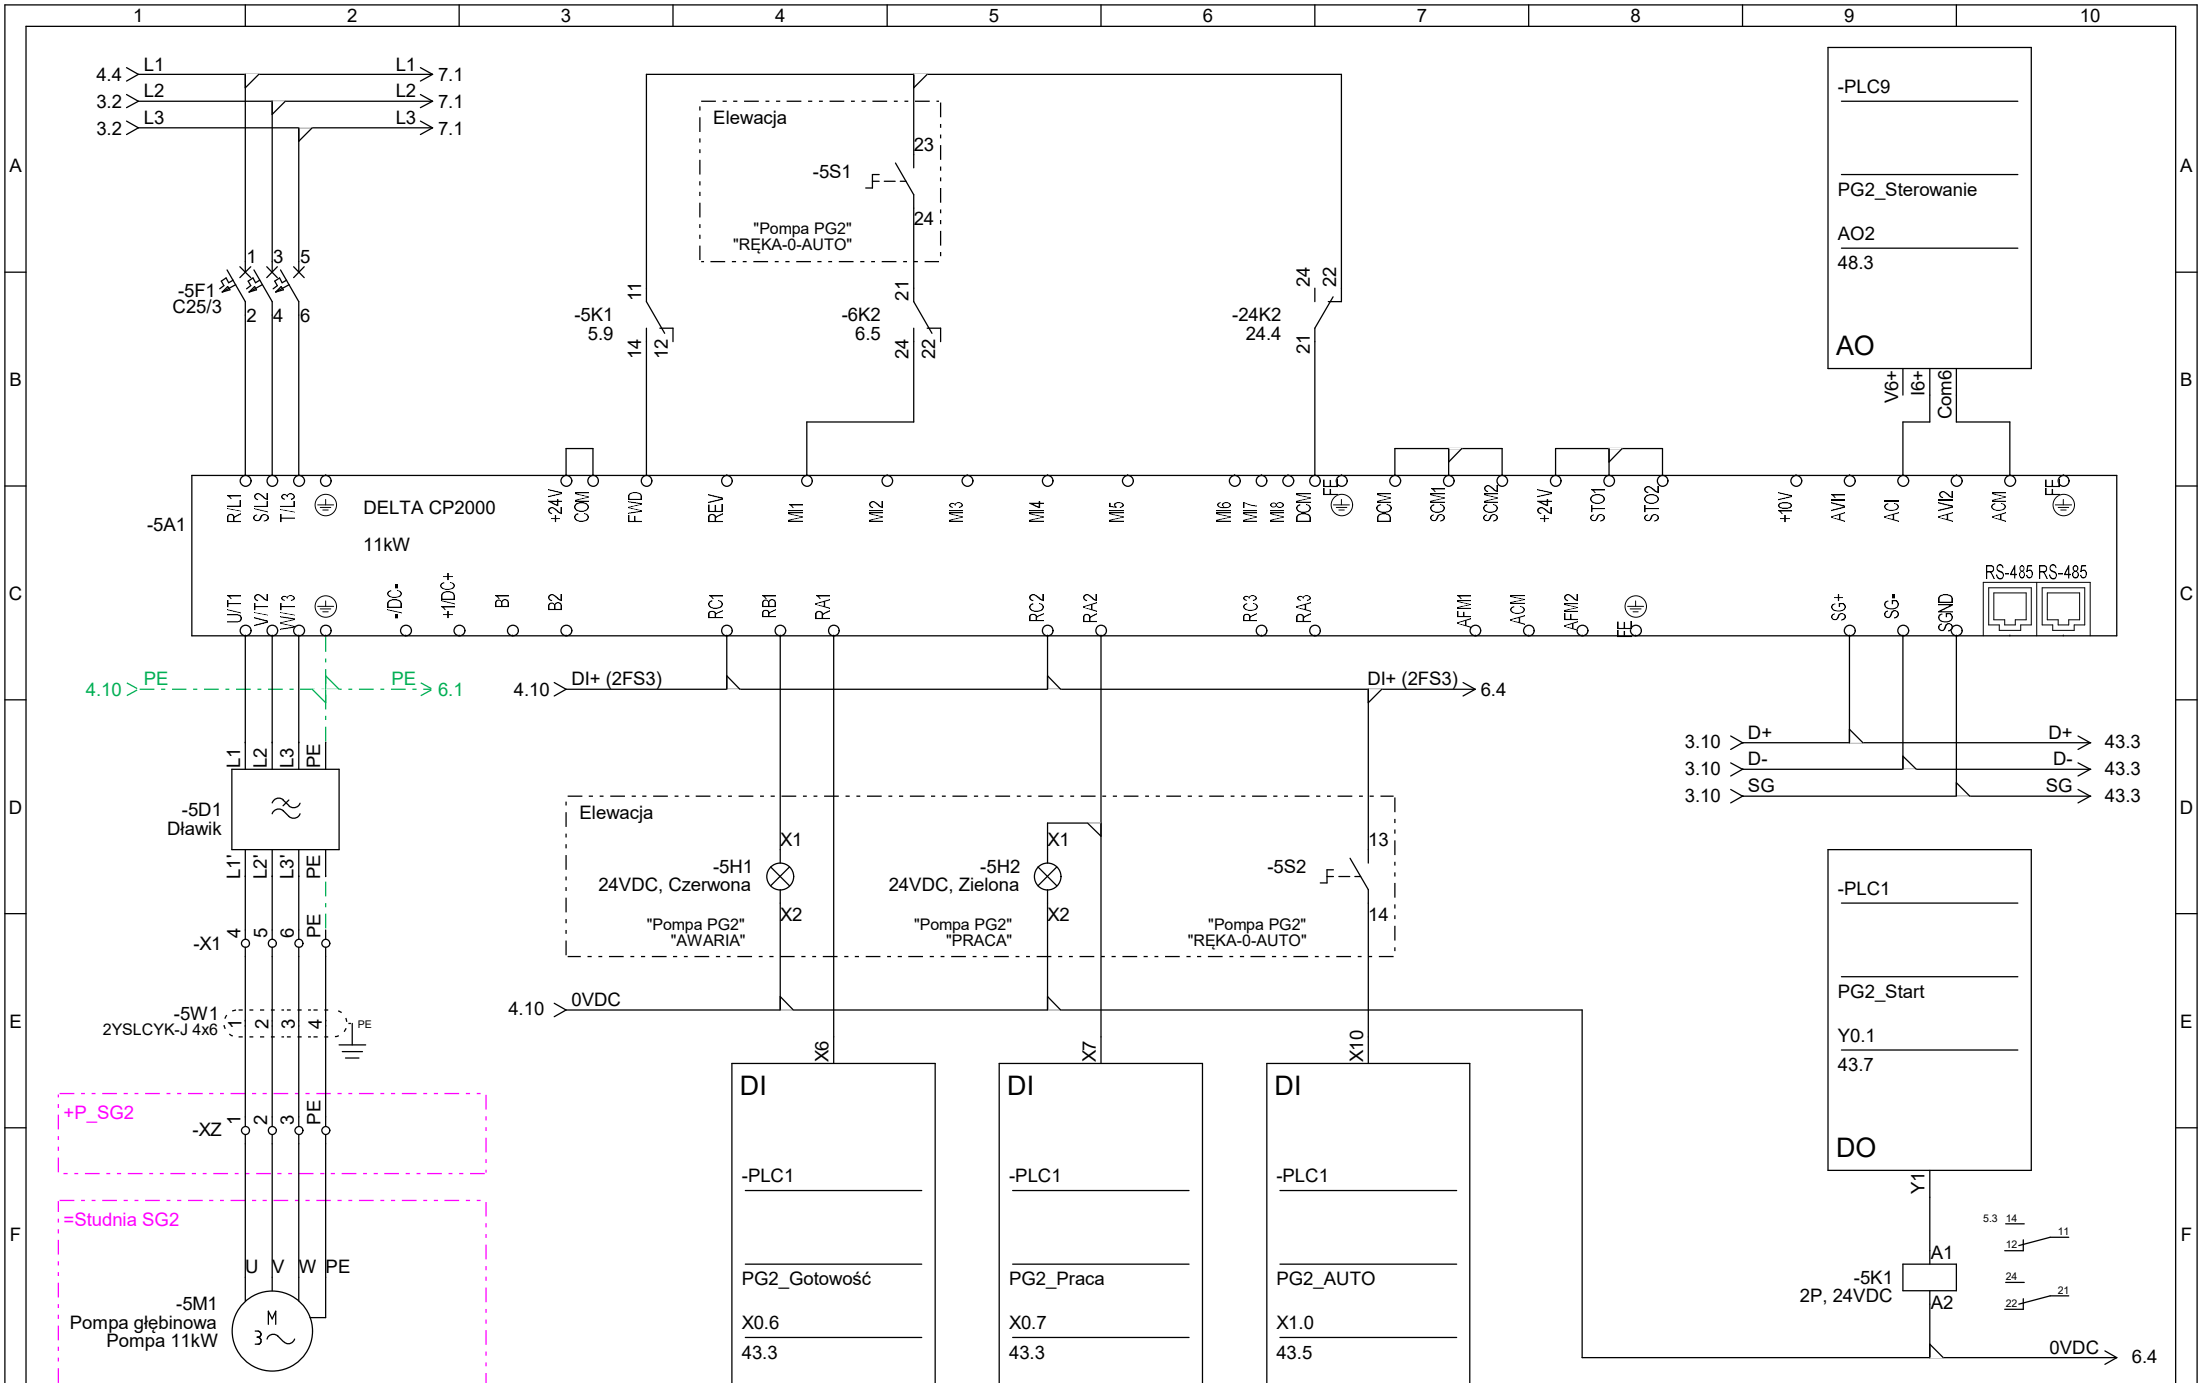 1 2 3 4 5 6 7 8 9 10
A A
B B
C C
D D
E E
F F
4.4 L1 L1 7.1
3.2 L2 L2 7.1
3.2 L3 L3 7.1
-5F1
C25/3
1 3 5
2 4 6
Elewacja
23
-5S1
24
"Pompa PG2"
"RĘKA-0-AUTO"
-5K1
5.9
11
14 12
-6K2
6.5
21
24 22
-24K2
24.4
24 22
21
-PLC9
PG2_Sterowanie
AO2
48.3
AO
V6+ I6+ Com6
-5A1
R/L1 S/L2 T/L3
DELTA CP2000
11kW
+24V COM FWD REV MI1 MI2 MI3 MI4 MI5 MI6 MI7 MI8 DCM FE DCM SCM1 SCM2 +24V STO1 STO2 +10V AVI1 ACI AVI2 ACM FE
RS-485 RS-485
U/T1 V/T2 W/T3 -/DC- +1/DC+ B1 B2 RC1 RB1 RA1 RC2 RA2 RC3 RA3 AFM1 ACM AFM2 FE SG+ SG- SGND
4.10 PE PE 6.1
4.10 DI+ (2FS3) DI+ (2FS3) 6.4
3.10 D+ D+ 43.3
3.10 D- D- 43.3
3.10 SG SG 43.3
L1 L2 L3 PE
-5D1
Dławik
L1' L2' L3' PE
-X1 4 5 6 PE
-5W1
2YSLCYK-J 4x6
1 2 3 4 PE
+P_SG2
-XZ 1 2 3 PE
=Studnia SG2
U V W PE
-5M1
Pompa głębinowa
Pompa 11kW
M
3
Elewacja
X1
-5H1
24VDC, Czerwona
X2
"Pompa PG2"
"AWARIA"
X1
-5H2
24VDC, Zielona
X2
"Pompa PG2"
"PRACA"
13
-5S2
14
"Pompa PG2"
"RĘKA-0-AUTO"
4.10 0VDC
X6
DI
-PLC1
PG2_Gotowość
X0.6
43.3
X7
DI
-PLC1
PG2_Praca
X0.7
43.3
X10
DI
-PLC1
PG2_AUTO
X1.0
43.5
-PLC1
PG2_Start
Y0.1
43.7
DO
Y1
A1
-5K1
2P, 24VDC
A2
5.3 14
11
12
24
21
22
0VDC 6.4